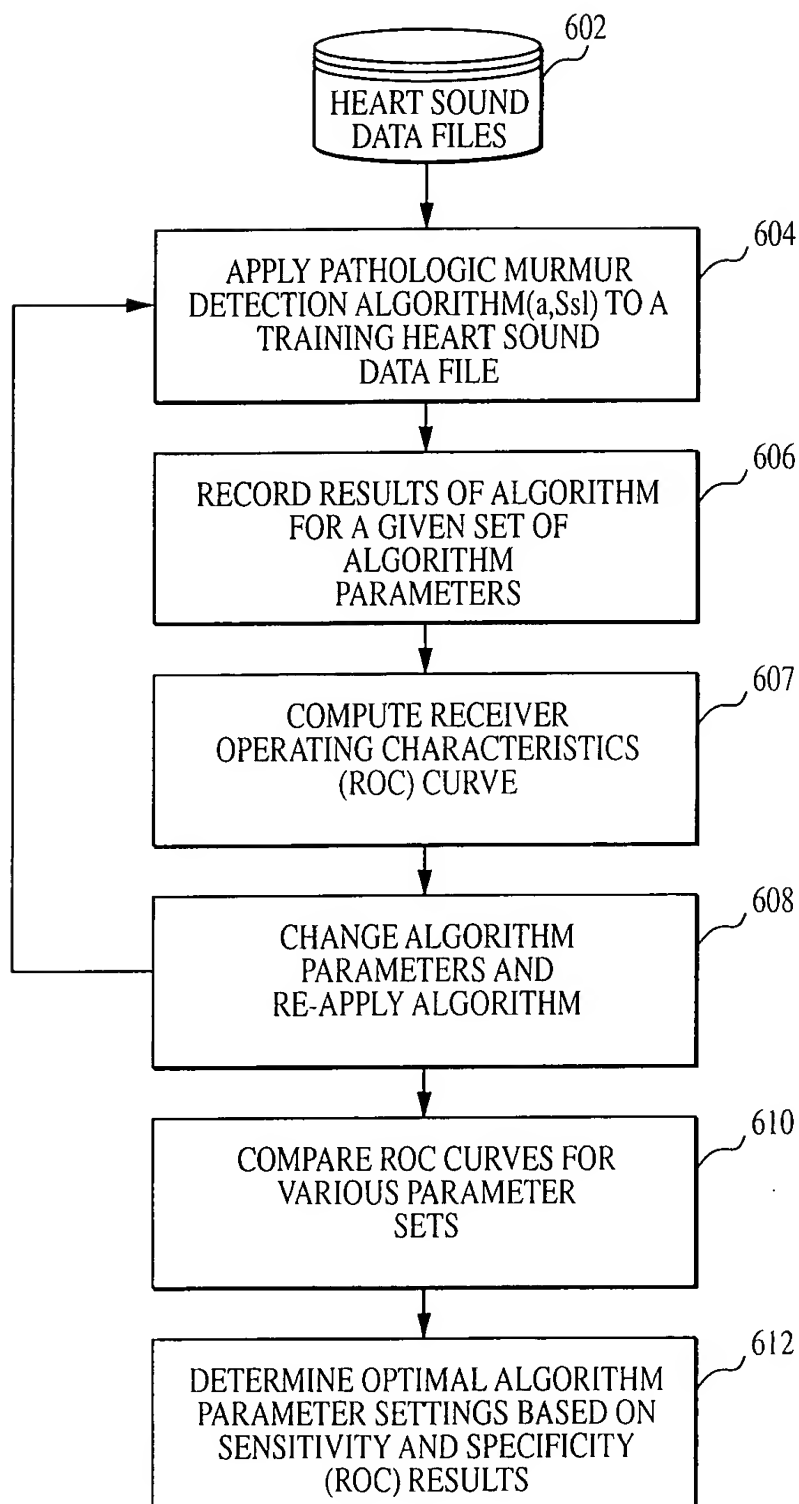 602
HEART SOUND
DATA FILES
604
APPLY PATHOLOGIC MURMUR
DETECTION ALGORITHM(a,Ssl) TO A
TRAINING HEART SOUND
DATA FILE
606
RECORD RESULTS OF ALGORITHM
FOR A GIVEN SET OF
ALGORITHM
PARAMETERS
607
COMPUTE RECEIVER
OPERATING CHARACTERISTICS
(ROC) CURVE
608
CHANGE ALGORITHM
PARAMETERS AND
RE-APPLY ALGORITHM
610
COMPARE ROC CURVES FOR
VARIOUS PARAMETER
SETS
612
DETERMINE OPTIMAL ALGORITHM
PARAMETER SETTINGS BASED ON
SENSITIVITY AND SPECIFICITY
(ROC) RESULTS